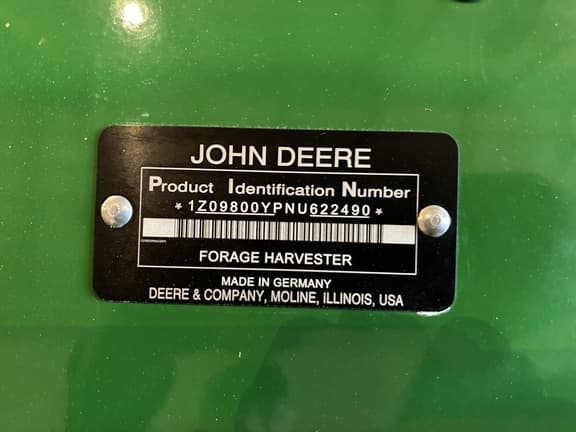 JOHN DEERE
Product Identification Number
*1Z09800YPNU622490*
FORAGE HARVESTER
MADE IN GERMANY
DEERE & COMPANY, MOLINE, ILLINOIS, USA